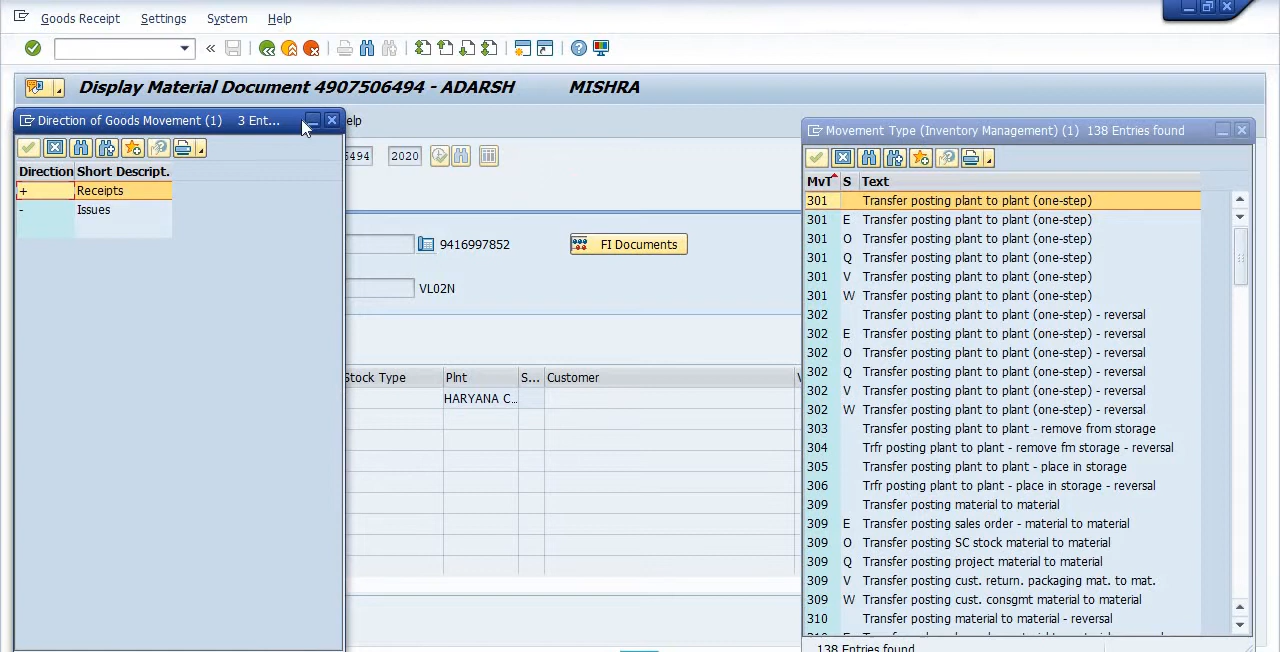 Goods Receipt Settings System Help
Display Material Document 4907506494 - ADARSH MISHRA
Direction of Goods Movement (1) 3 Ent...
elp
Direction Short Descript.
+ Receipts
- Issues
494 2020
9416997852
FI Documents
VL02N
Stock Type Plnt S... Customer
HARYANA C...
Movement Type (Inventory Management) (1) 138 Entries found
MvT S Text
301 Transfer posting plant to plant (one-step)
301 E Transfer posting plant to plant (one-step)
301 O Transfer posting plant to plant (one-step)
301 Q Transfer posting plant to plant (one-step)
301 V Transfer posting plant to plant (one-step)
301 W Transfer posting plant to plant (one-step)
302 Transfer posting plant to plant (one-step) - reversal
302 E Transfer posting plant to plant (one-step) - reversal
302 O Transfer posting plant to plant (one-step) - reversal
302 Q Transfer posting plant to plant (one-step) - reversal
302 V Transfer posting plant to plant (one-step) - reversal
302 W Transfer posting plant to plant (one-step) - reversal
303 Transfer posting plant to plant - remove from storage
304 Trfr posting plant to plant - remove fm storage - reversal
305 Transfer posting plant to plant - place in storage
306 Trfr posting plant to plant - place in storage - reversal
309 Transfer posting material to material
309 E Transfer posting sales order - material to material
309 O Transfer posting SC stock material to material
309 Q Transfer posting project material to material
309 V Transfer posting cust. return. packaging mat. to mat.
309 W Transfer posting cust. consgmt material to material
310 Transfer posting material to material - reversal
138 Entries found